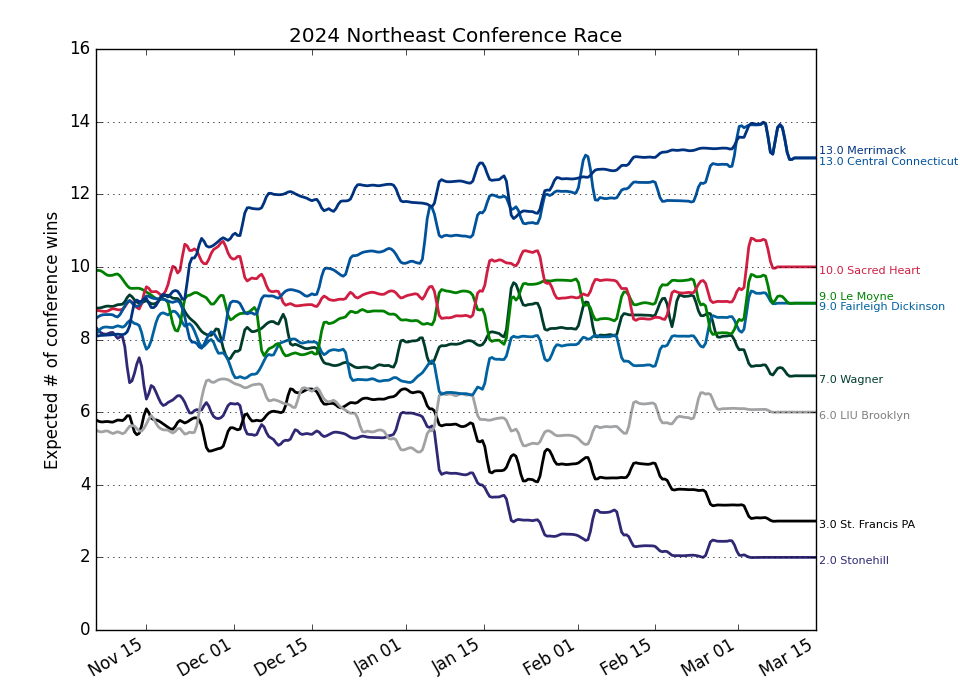 2024 Northeast Conference Race
Expected # of conference wins
16
14
12
10
8
6
4
2
0
13.0 Merrimack
13.0 Central Connecticut
10.0 Sacred Heart
9.0 Le Moyne
9.0 Fairleigh Dickinson
7.0 Wagner
6.0 LIU Brooklyn
3.0 St. Francis PA
2.0 Stonehill
Nov 15
Dec 01
Dec 15
Jan 01
Jan 15
Feb 01
Feb 15
Mar 01
Mar 15